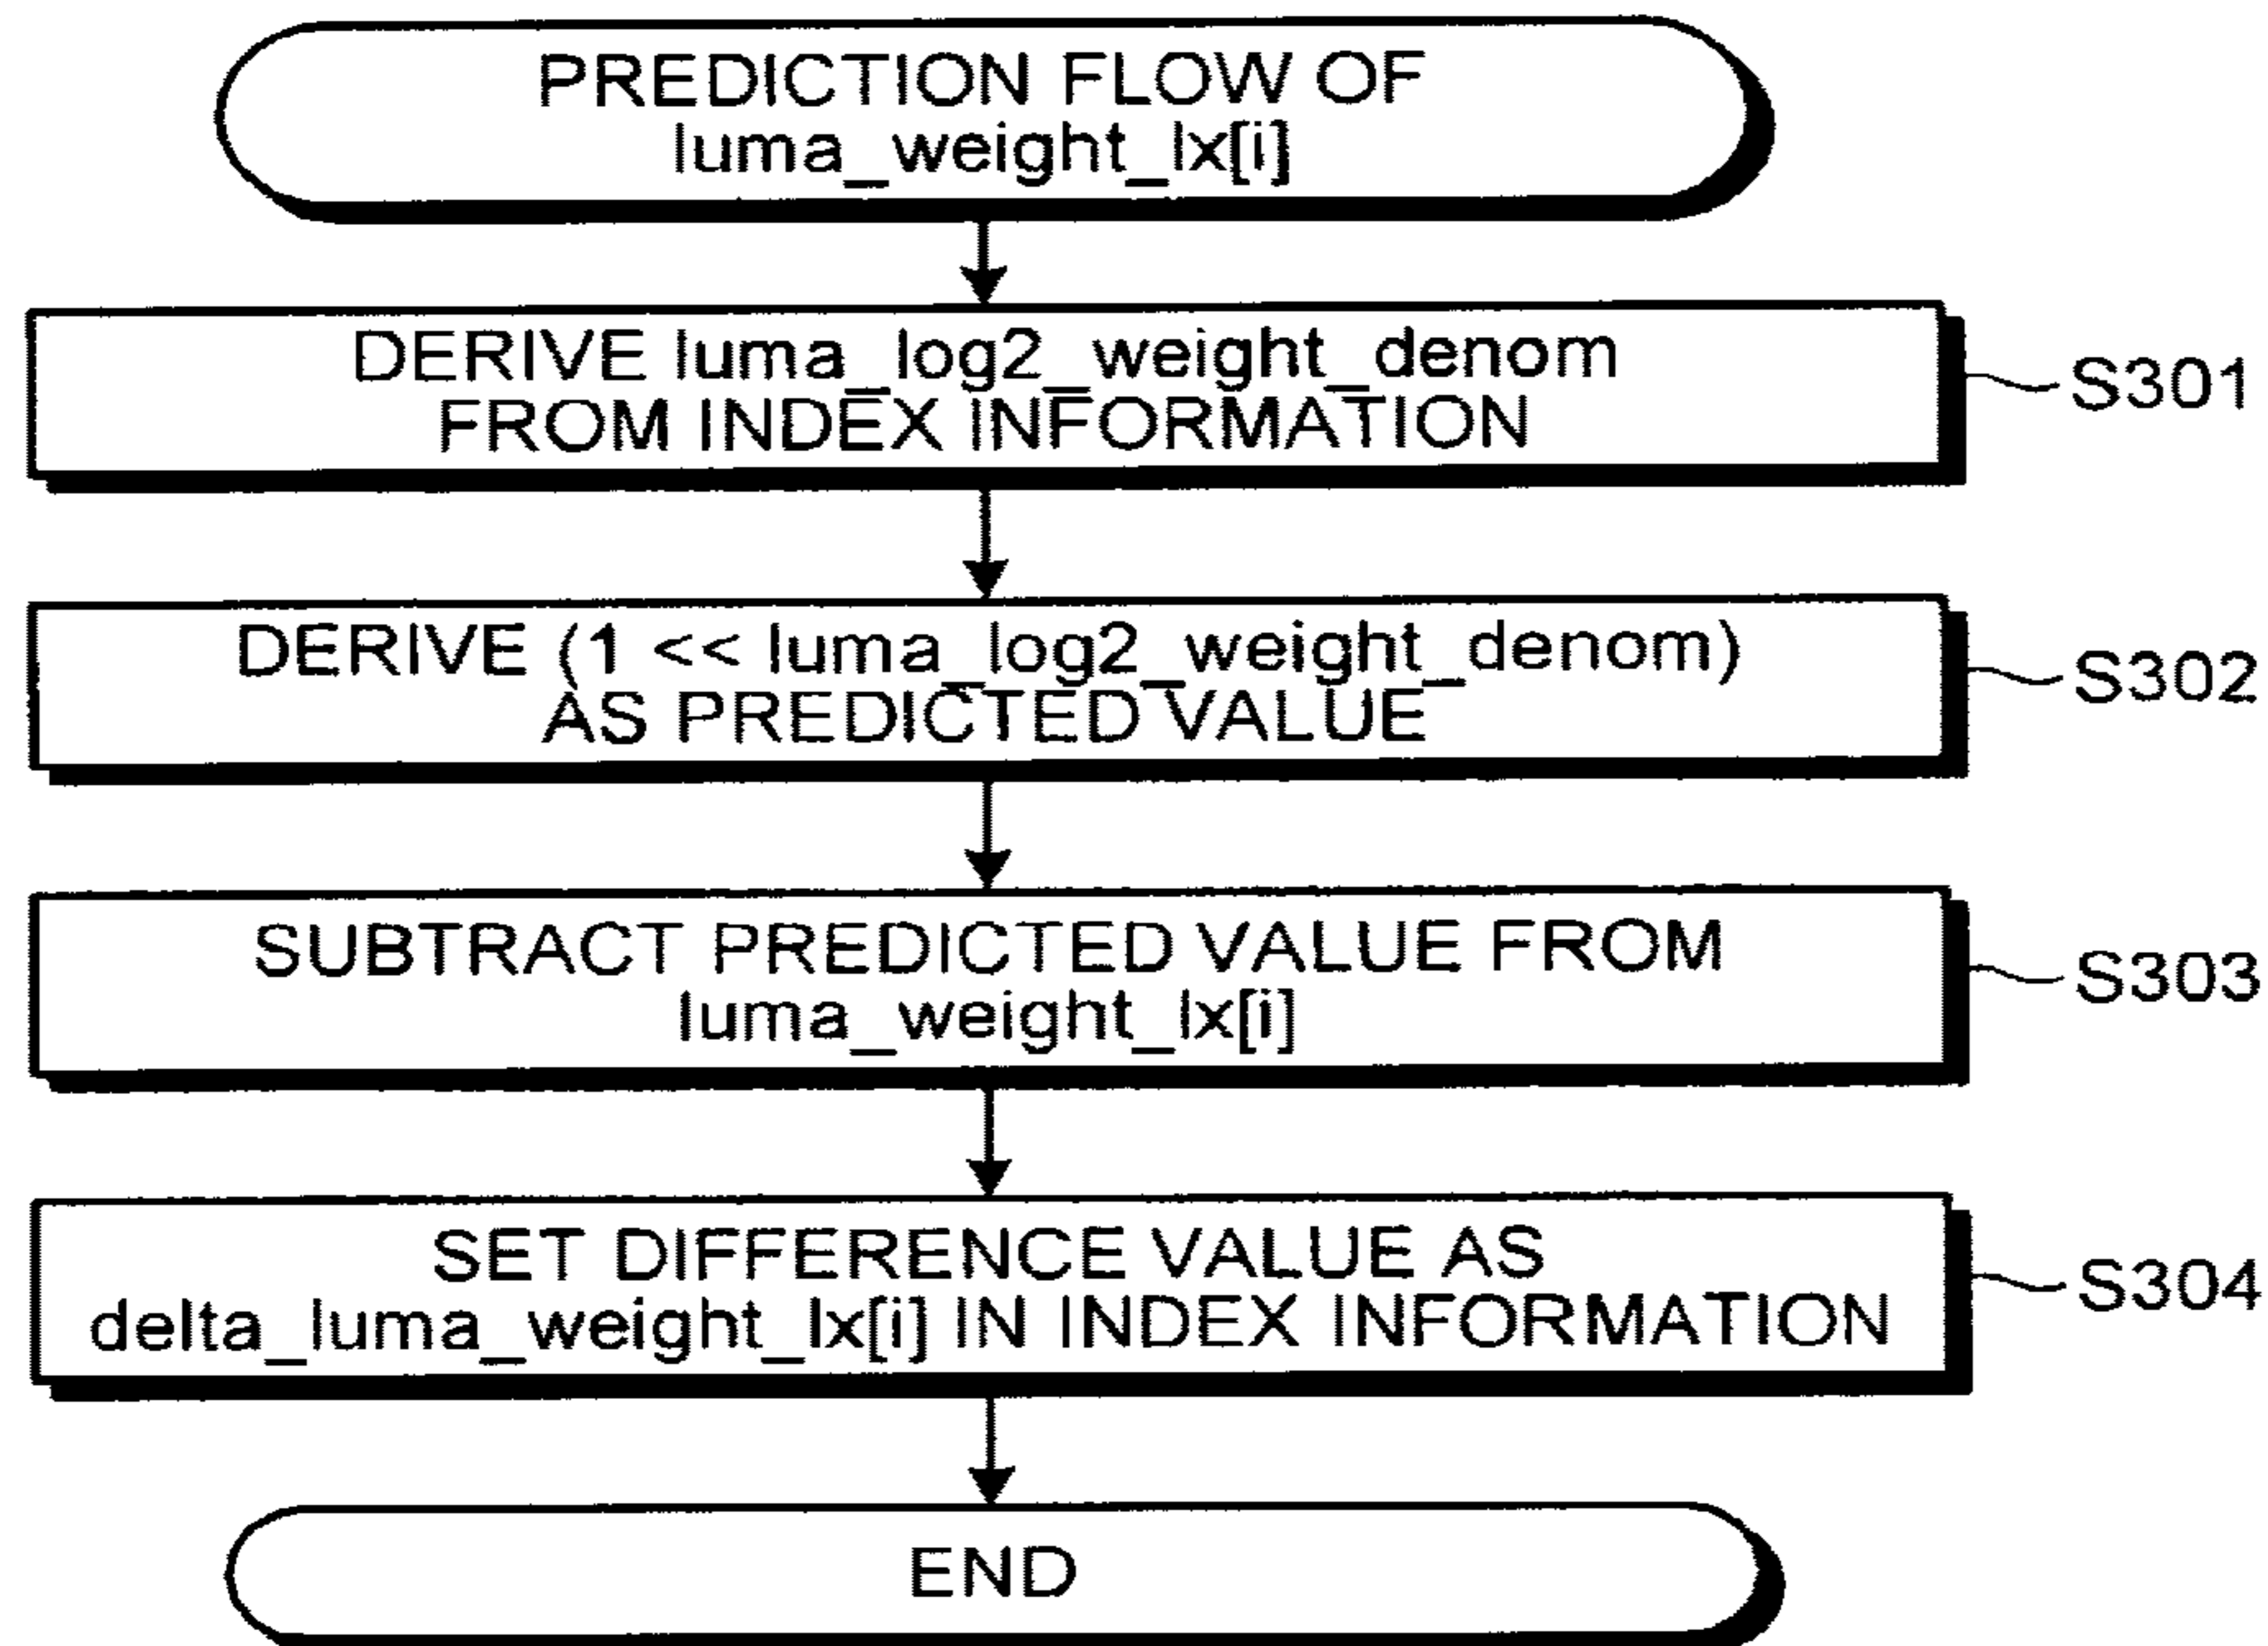 PREDICTION FLOW OF
luma_weight_lx[i]
DERIVE luma_log2_weight_denom
FROM INDEX INFORMATION
S301
DERIVE (1 << luma_log2_weight_denom)
AS PREDICTED VALUE
S302
SUBTRACT PREDICTED VALUE FROM
luma_weight_lx[i]
S303
SET DIFFERENCE VALUE AS
delta_luma_weight_lx[i] IN INDEX INFORMATION
S304
END